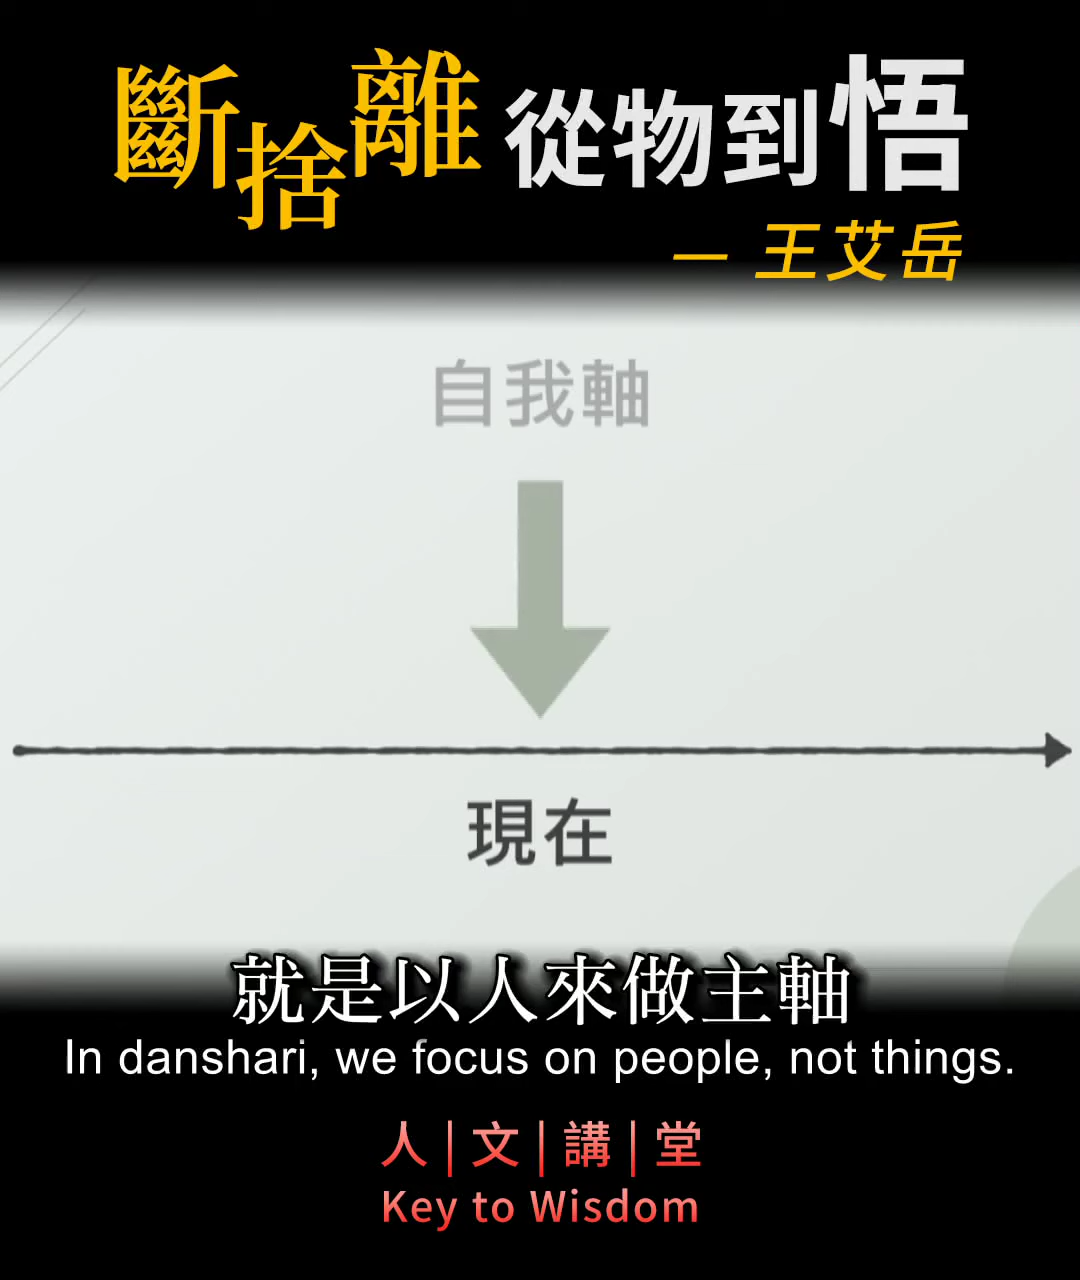 斷捨離 從物到悟
— 王艾岳
自我軸
現在
就是以人來做主軸
In danshari, we focus on people, not things.
人|文|講|堂
Key to Wisdom